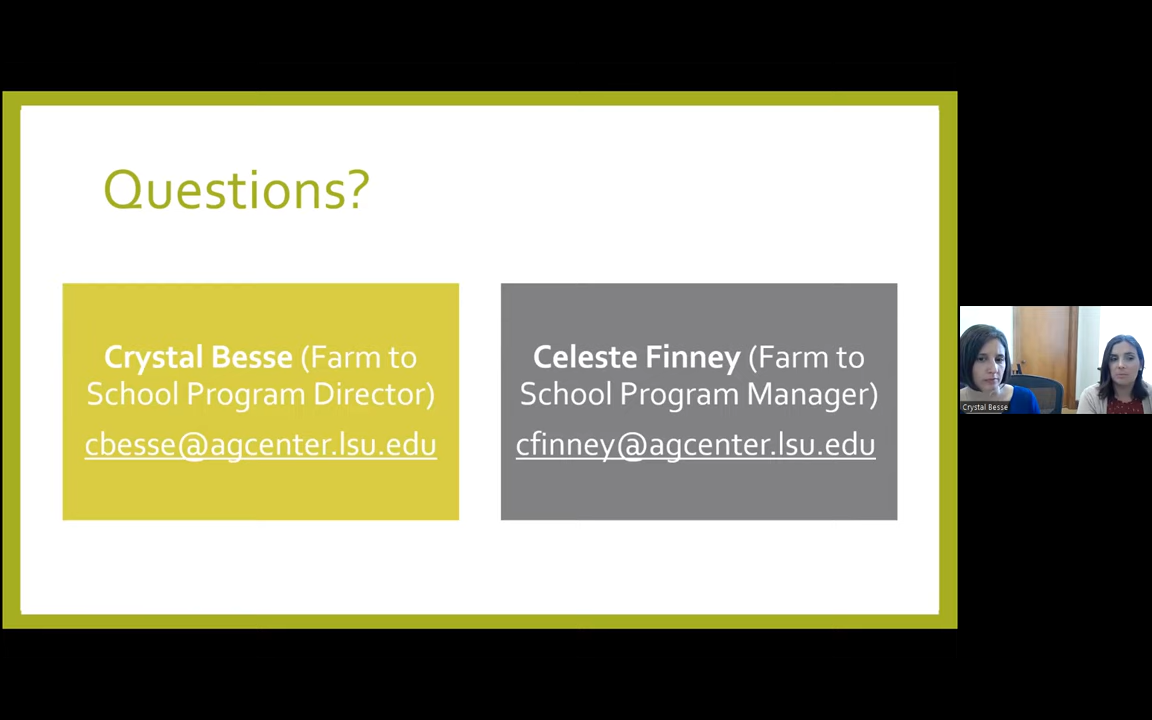 Questions?
Crystal Besse (Farm to
School Program Director)
cbesse@agcenter.lsu.edu
Celeste Finney (Farm to
School Program Manager)
cfinney@agcenter.lsu.edu
Crystal Besse